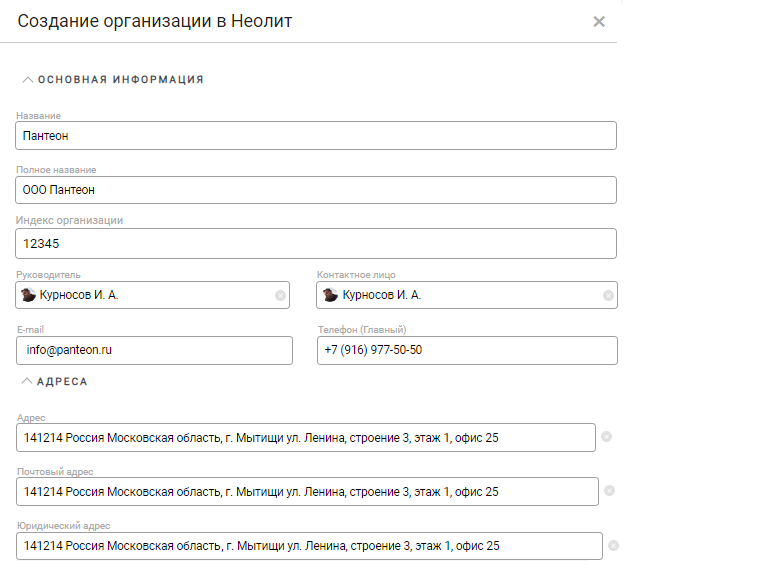 Создание организации в Неолит
ОСНОВНАЯ ИНФОРМАЦИЯ
Название
Пантеон
Полное название
ООО Пантеон
Индекс организации
12345
Руководитель Контактное лицо
Курносов И. А. Курносов И. А.
E-mail Телефон (Главный)
info@panteon.ru +7 (916) 977-50-50
АДРЕСА
Адрес
141214 Россия Московская область, г. Мытищи ул. Ленина, строение 3, этаж 1, офис 25
Почтовый адрес
141214 Россия Московская область, г. Мытищи ул. Ленина, строение 3, этаж 1, офис 25
Юридический адрес
141214 Россия Московская область, г. Мытищи ул. Ленина, строение 3, этаж 1, офис 25